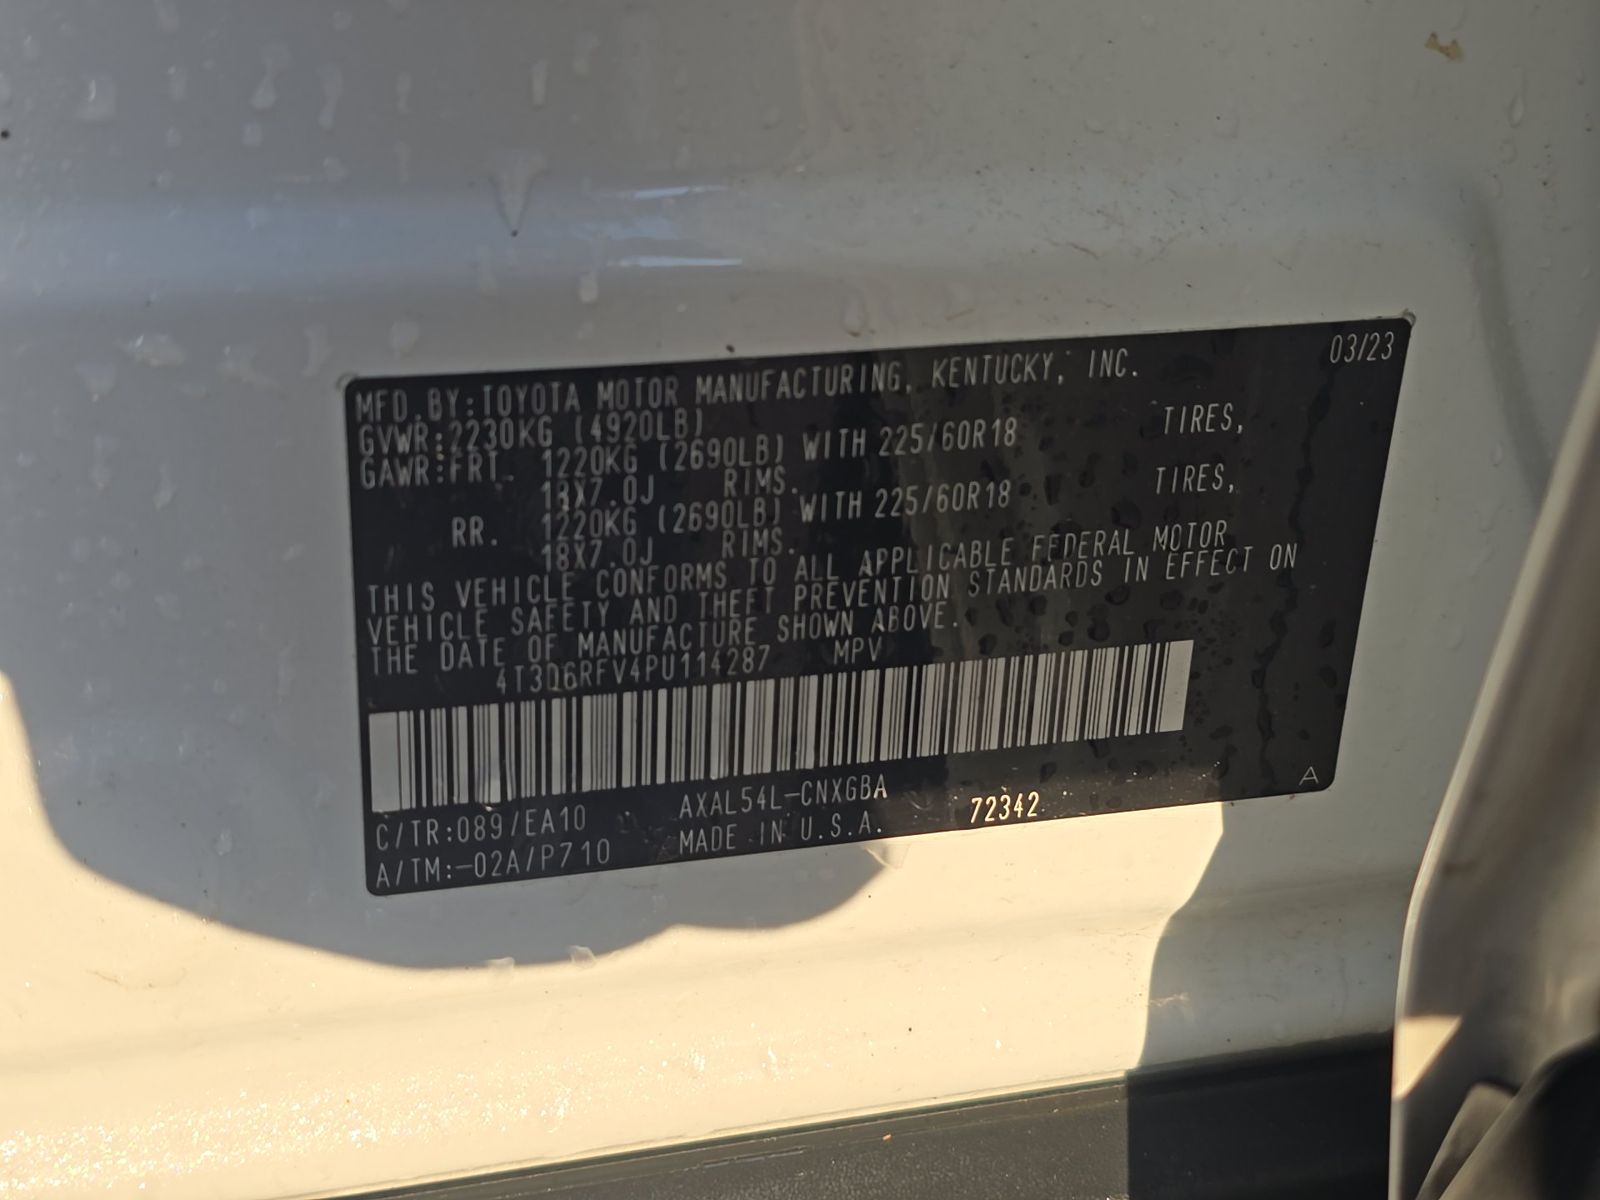 03/23
MFD.BY:TOYOTA MOTOR MANUFACTURING, KENTUCKY, INC.
GVWR:2230KG (4920LB)
GAWR:FRT. 1220KG (2690LB) WITH 225/60R18 TIRES,
18X7.0J RIMS.
RR. 1220KG (2690LB) WITH 225/60R18 TIRES,
18X7.0J RIMS.
THIS VEHICLE CONFORMS TO ALL APPLICABLE FEDERAL MOTOR
VEHICLE SAFETY AND THEFT PREVENTION STANDARDS IN EFFECT ON
THE DATE OF MANUFACTURE SHOWN ABOVE.
4T3D6RFV4PU114287 MPV
C/TR:089/EA10 AXAL54L-CNXGBA
A/TM:-02A/P710 MADE IN U.S.A. 72342
A